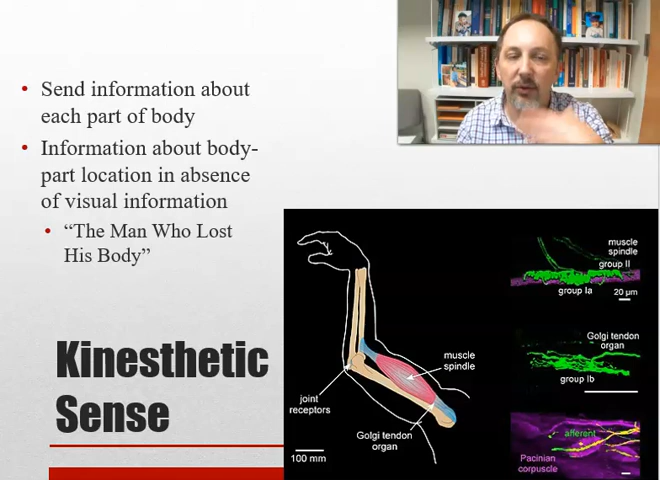 • Send information about
each part of body
• Information about body-
part location in absence
of visual information
• “The Man Who Lost
His Body”
Kinesthetic
Sense
joint
receptors
Golgi tendon
organ
muscle
spindle
100 mm
muscle
spindle
group II
group Ia
20 μm
Golgi tendon
organ
group Ib
afferent
Pacinian
corpuscle